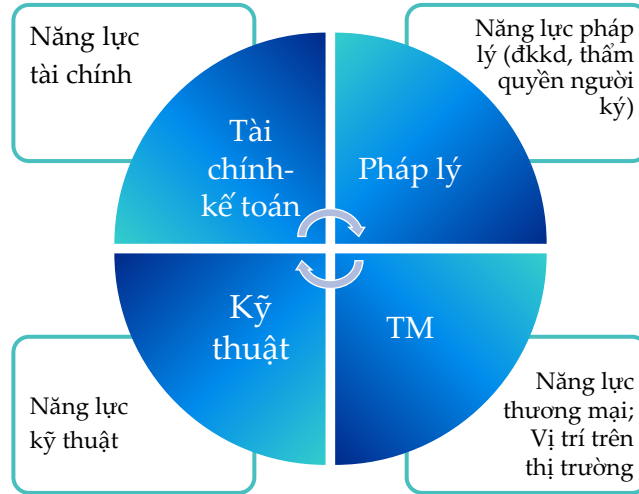 Năng lực
tài chính
Năng lực pháp
lý (đkkd, thẩm
quyền người
ký)
Tài
chính-
kế toán
Pháp lý
Kỹ
thuật
TM
Năng lực
kỹ thuật
Năng lực
thương mại;
Vị trí trên
thị trường